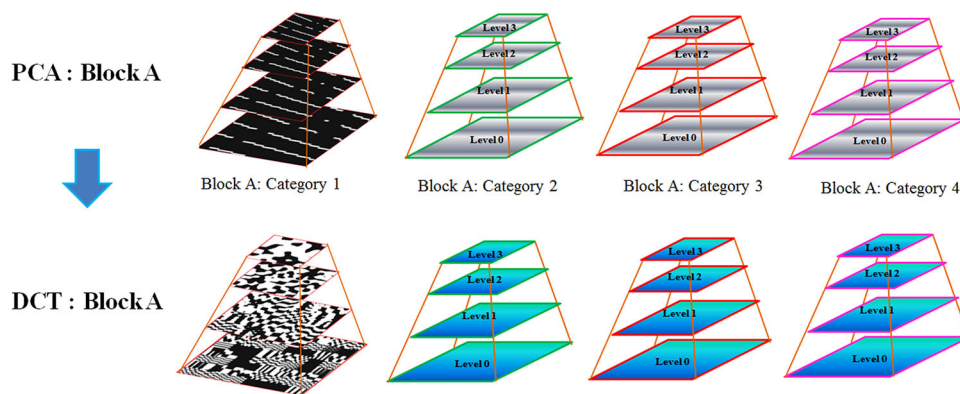 PCA : Block A
Level 3
Level 2
Level 1
Level 0
Level 3
Level 2
Level 1
Level 0
Level 3
Level 2
Level 1
Level 0
Block A: Category 1
Block A: Category 2
Block A: Category 3
Block A: Category 4
DCT : Block A
Level 3
Level 2
Level 1
Level 0
Level 3
Level 2
Level 1
Level 0
Level 3
Level 2
Level 1
Level 0